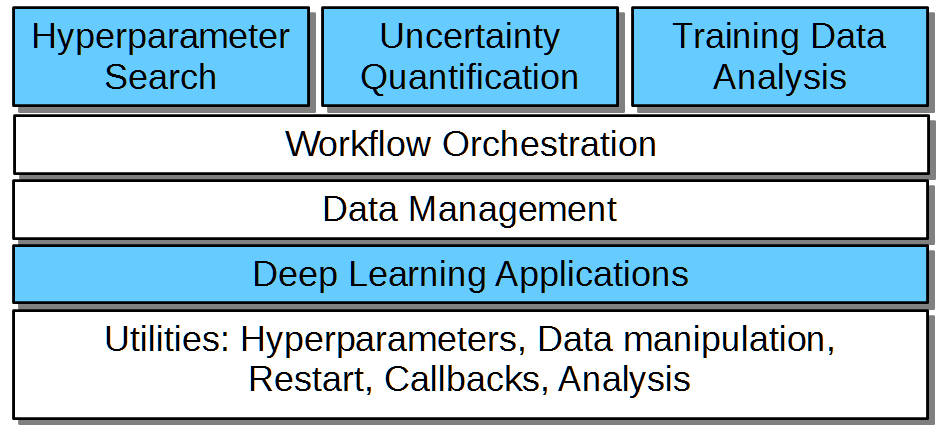 Hyperparameter
Search
Uncertainty
Quantification
Training Data
Analysis
Workflow Orchestration
Data Management
Deep Learning Applications
Utilities: Hyperparameters, Data manipulation,
Restart, Callbacks, Analysis